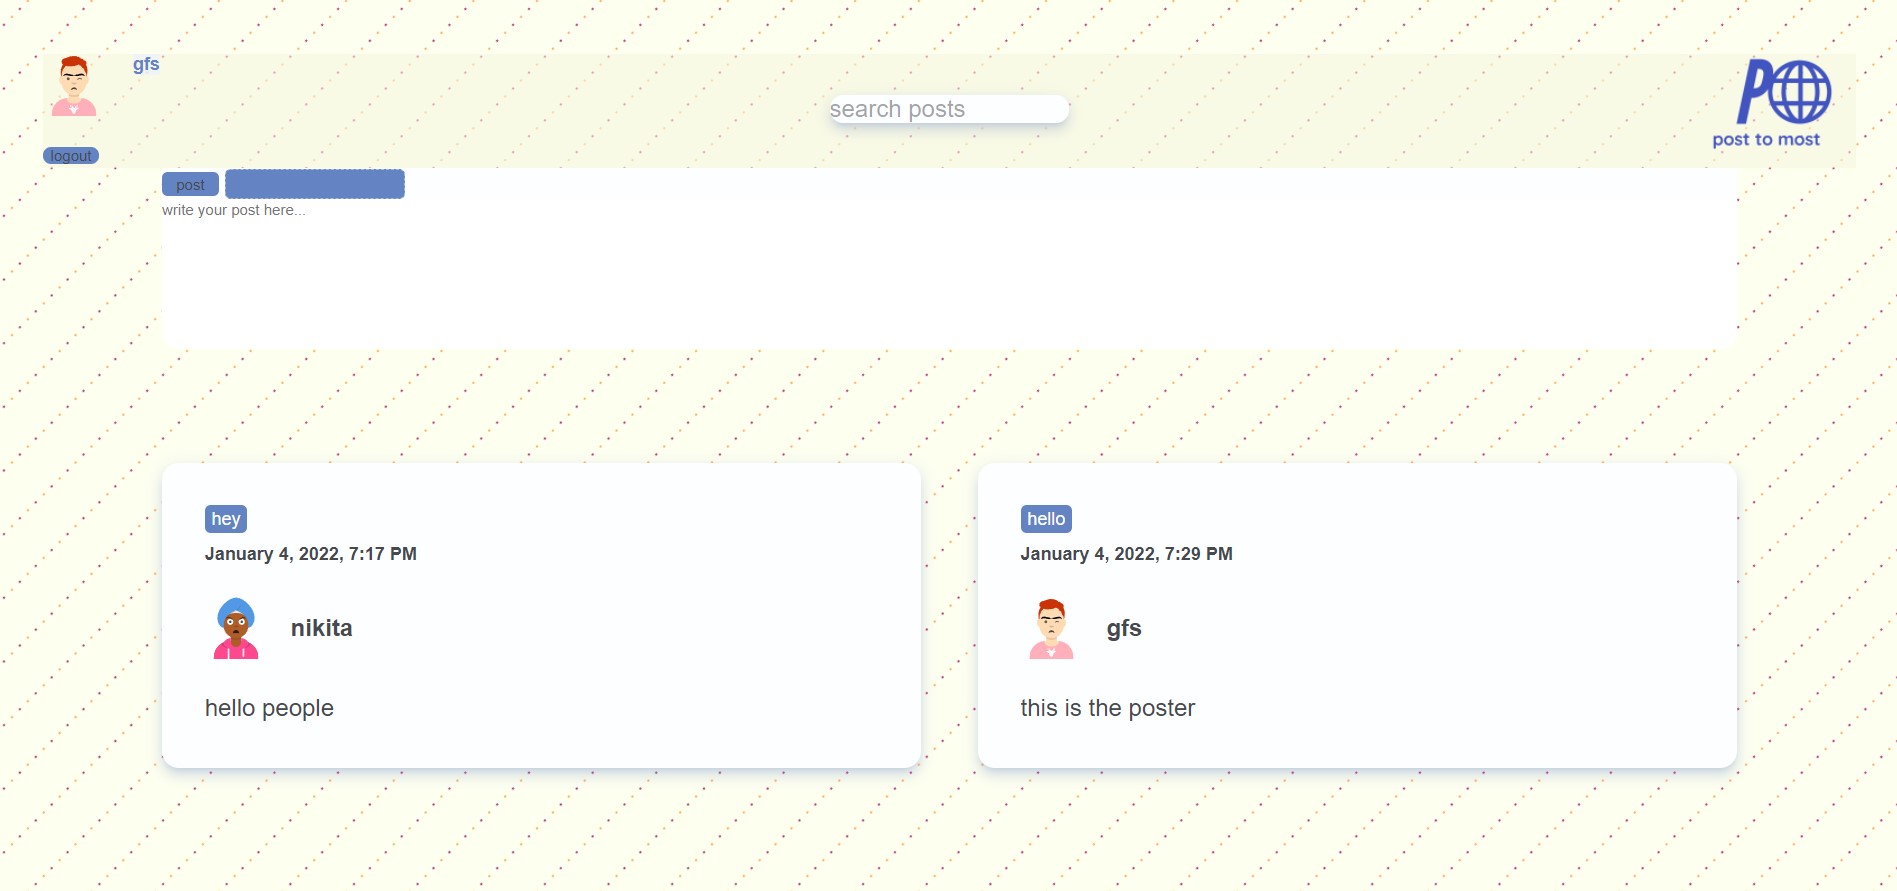 gfs
search posts
PO
post to most
logout
post
write your post here...
hey
January 4, 2022, 7:17 PM
nikita
hello people
hello
January 4, 2022, 7:29 PM
gfs
this is the poster